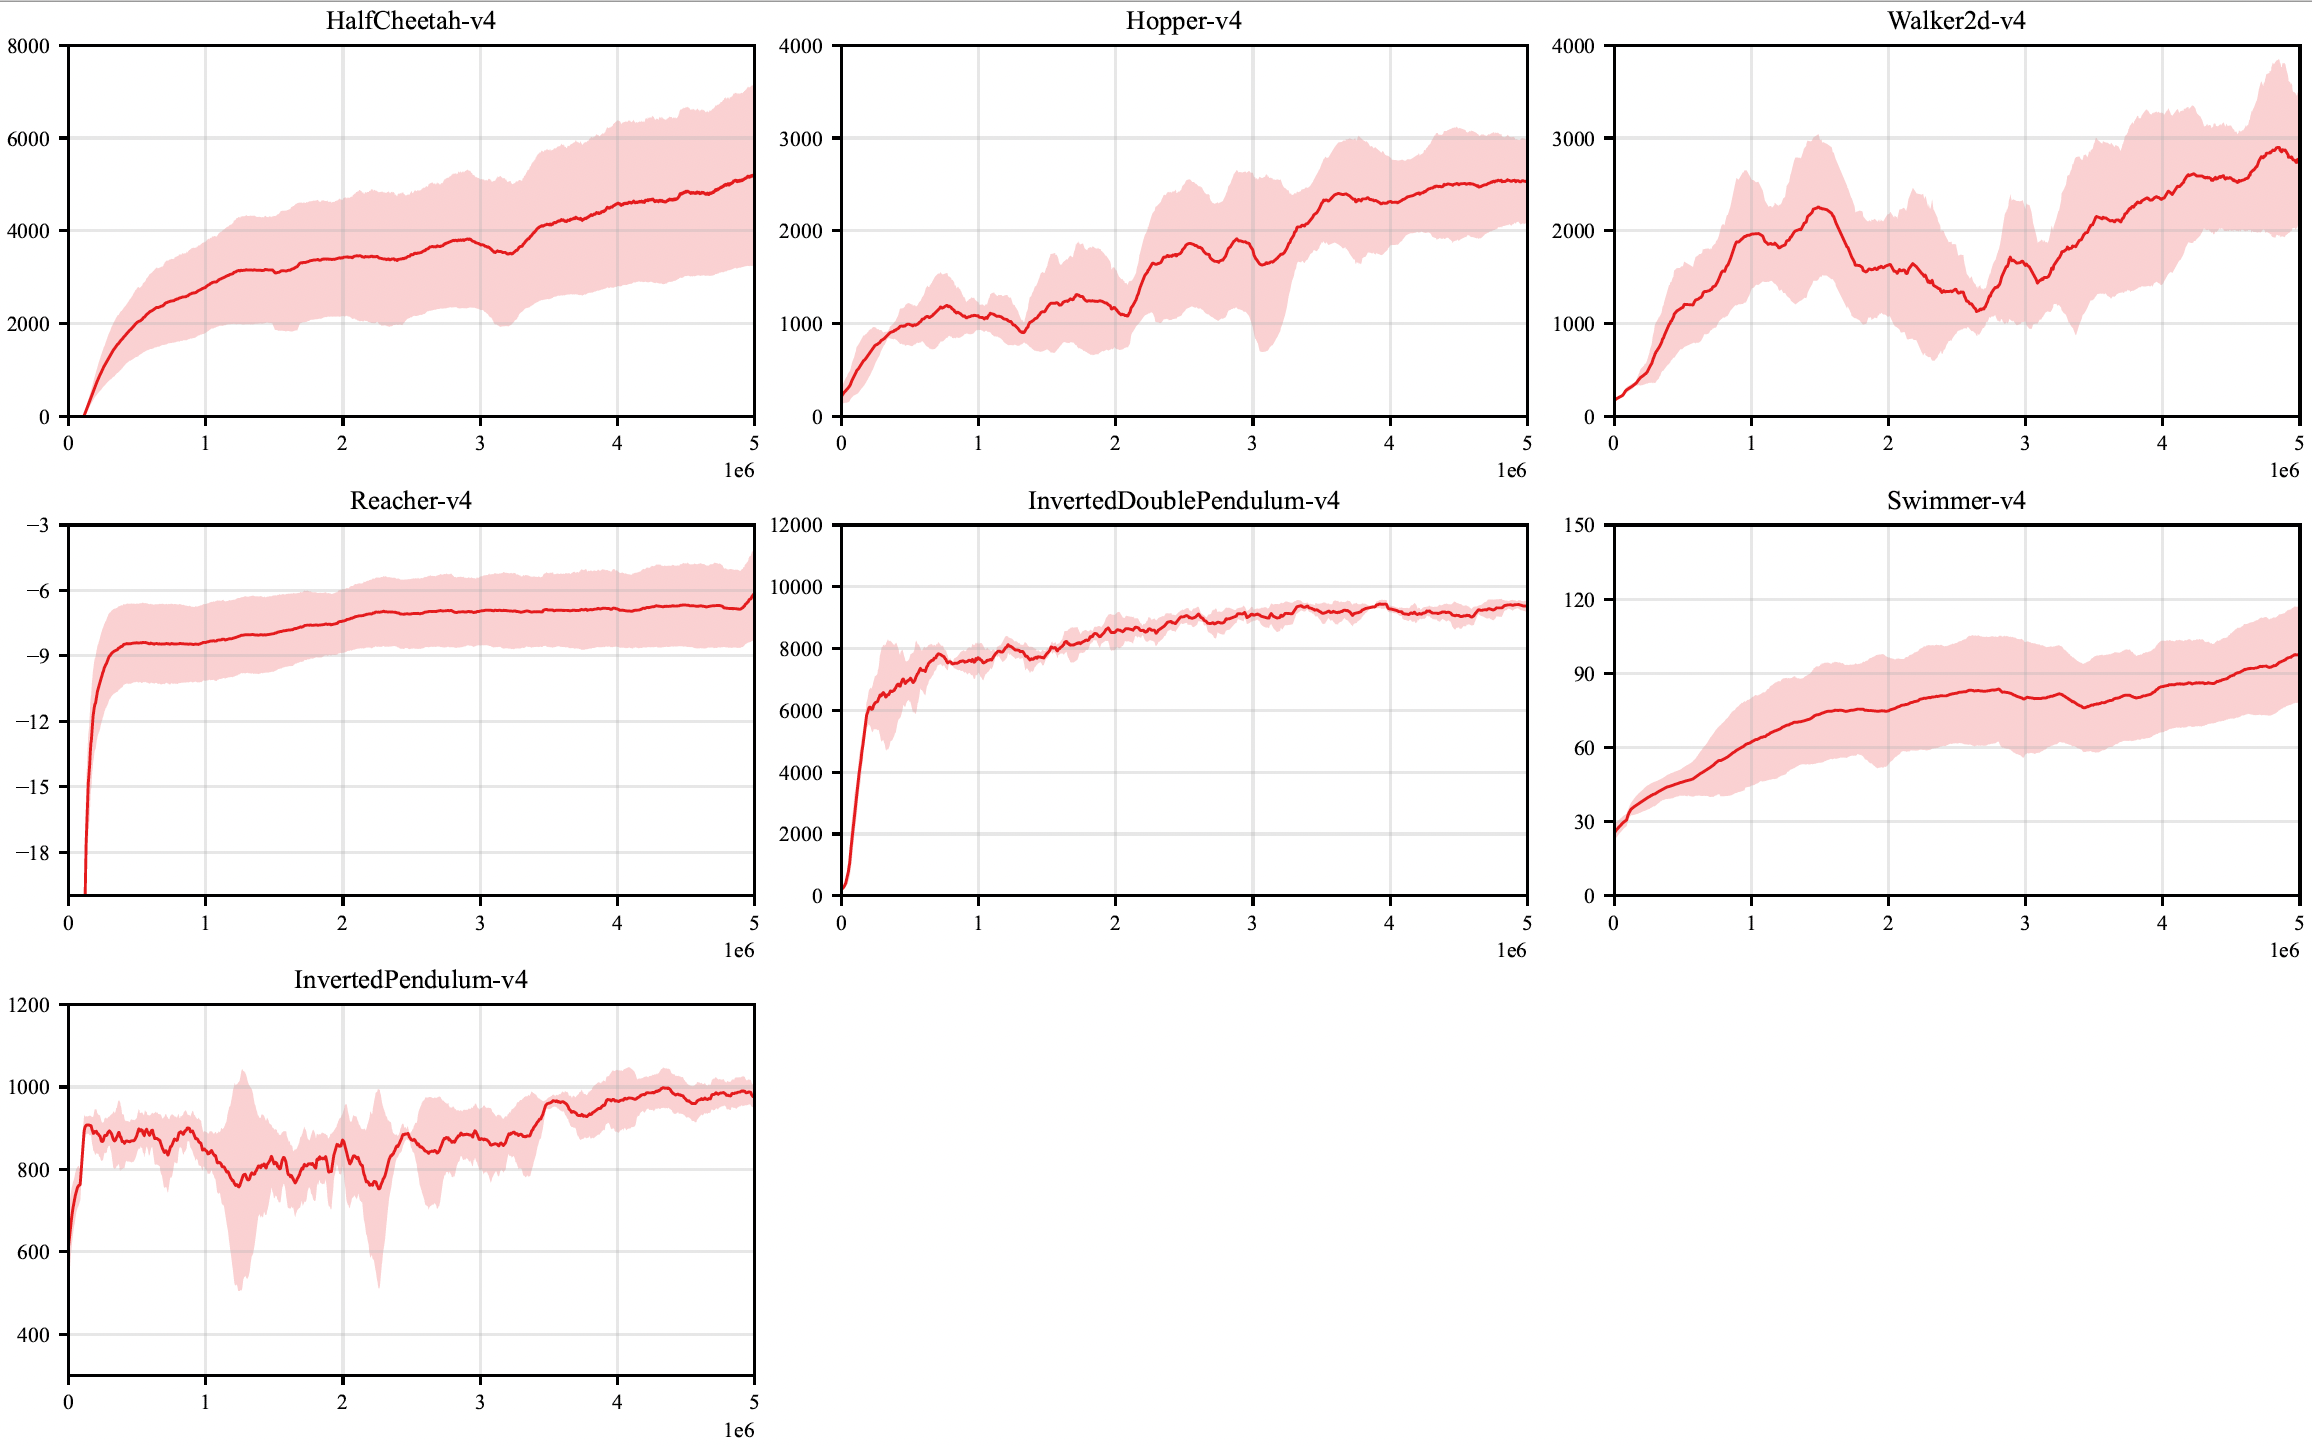 HalfCheetah-v4
8000
6000
4000
2000
0
0 1 2 3 4 5
1e6
Hopper-v4
4000
3000
2000
1000
0
0 1 2 3 4 5
1e6
Walker2d-v4
4000
3000
2000
1000
0
0 1 2 3 4 5
1e6
Reacher-v4
−3
−6
−9
−12
−15
−18
0 1 2 3 4 5
1e6
InvertedDoublePendulum-v4
12000
10000
8000
6000
4000
2000
0
0 1 2 3 4 5
1e6
Swimmer-v4
150
120
90
60
30
0
0 1 2 3 4 5
1e6
InvertedPendulum-v4
1200
1000
800
600
400
0 1 2 3 4 5
1e6